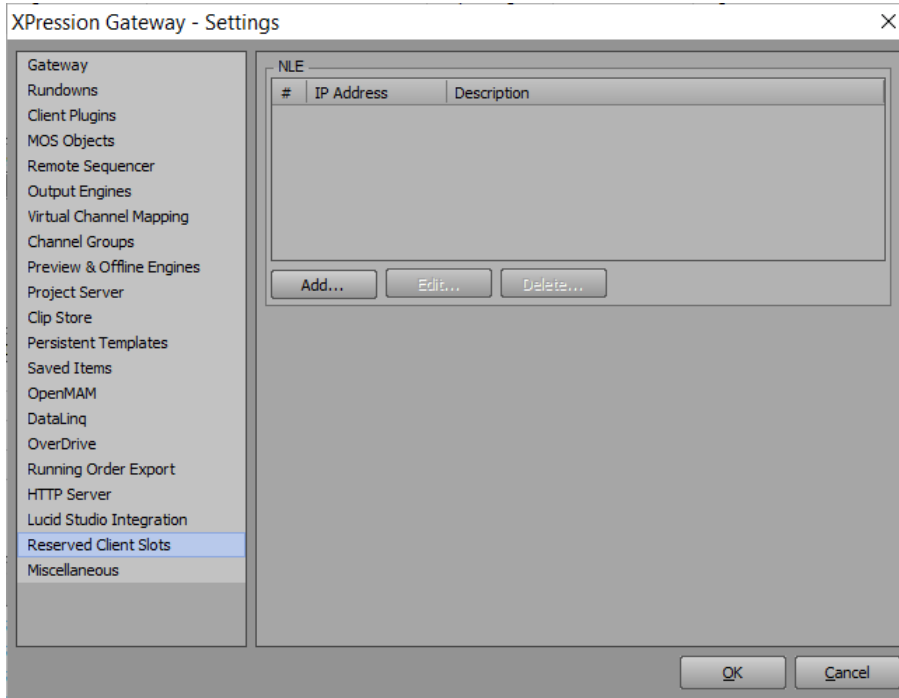 XPression Gateway - Settings
Gateway
Rundowns
Client Plugins
MOS Objects
Remote Sequencer
Output Engines
Virtual Channel Mapping
Channel Groups
Preview & Offline Engines
Project Server
Clip Store
Persistent Templates
Saved Items
OpenMAM
DataLinq
OverDrive
Running Order Export
HTTP Server
Lucid Studio Integration
Reserved Client Slots
Miscellaneous
NLE
# IP Address Description
Add... Edit... Delete...
OK Cancel